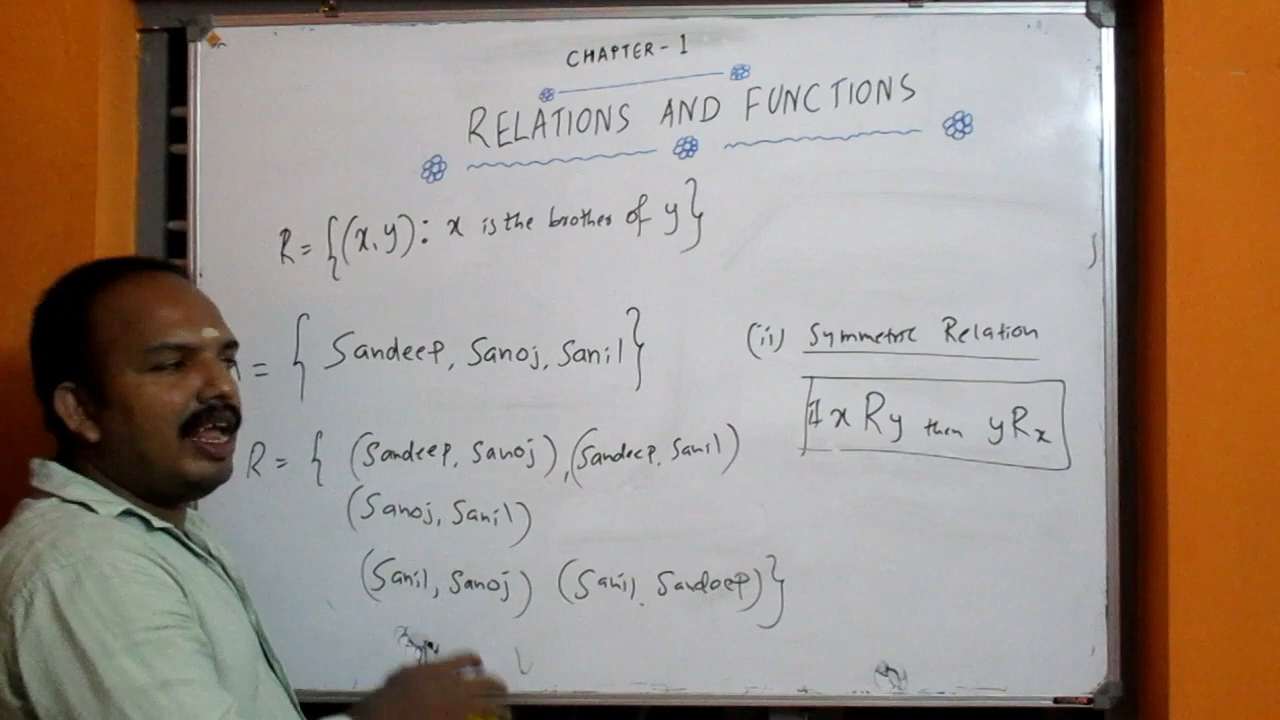 CHAPTER - 1
RELATIONS AND FUNCTIONS
R = {(x, y) : x is the brother of y}
= { Sandeep, Sanoj, Sanil }
(ii) Symmetric Relation
If x R y then y R x
R = { (Sandeep, Sanoj), (Sandeep, Sanil)
(Sanoj, Sanil)
(Sanil, Sanoj) (Sanil, Sandeep) }